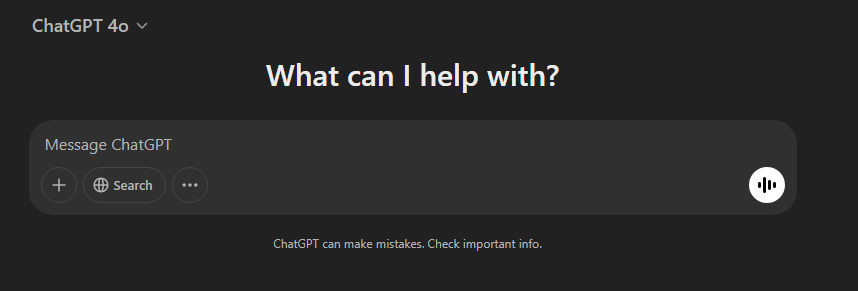 ChatGPT 4o
What can I help with?
Message ChatGPT
Search
ChatGPT can make mistakes. Check important info.